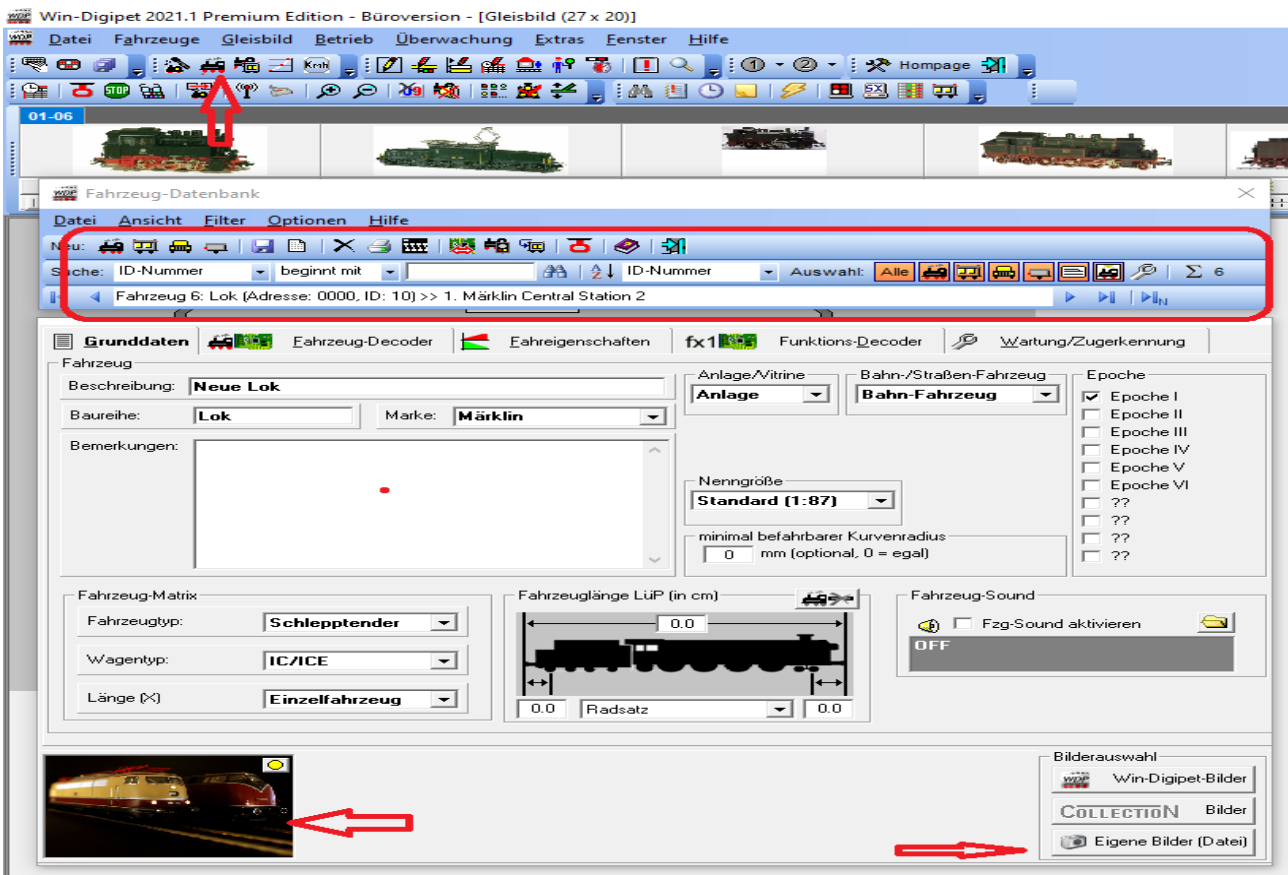 Win-Digipet 2021.1 Premium Edition - Büroversion - [Gleisbild (27 x 20)]
WDP Datei Fahrzeuge Gleisbild Betrieb Überwachung Extras Fenster Hilfe
Kmh 1 2 Hompage
STOP
01-06
WDP Fahrzeug-Datenbank
Datei Ansicht Filter Optionen Hilfe
Neu:
Suche: ID-Nummer beginnt mit ID-Nummer Auswahl: Alle Σ 6
Fahrzeug 6: Lok (Adresse: 0000, ID: 10) >> 1. Märklin Central Station 2 N
Grunddaten Fahrzeug-Decoder Fahreigenschaften fx1 Funktions-Decoder Wartung/Zugerkennung
Fahrzeug
Beschreibung: Neue Lok
Baureihe: Lok Marke: Märklin
Bemerkungen:
Anlage/Vitrine
Anlage
Bahn-/Straßen-Fahrzeug
Bahn-Fahrzeug
Nenngröße
Standard (1:87)
minimal befahrbarer Kurvenradius
0 mm (optional, 0 = egal)
Epoche
Epoche I
Epoche II
Epoche III
Epoche IV
Epoche V
Epoche VI
??
??
??
??
Fahrzeug-Matrix
Fahrzeugtyp: Schlepptender
Wagentyp: IC/ICE
Länge (X) Einzelfahrzeug
Fahrzeuglänge LüP (in cm)
0.0
0.0 Radsatz 0.0
Fahrzeug-Sound
Fzg-Sound aktivieren
OFF
Bilderauswahl
WDP Win-Digipet-Bilder
COLLECTION Bilder
Eigene Bilder (Datei)